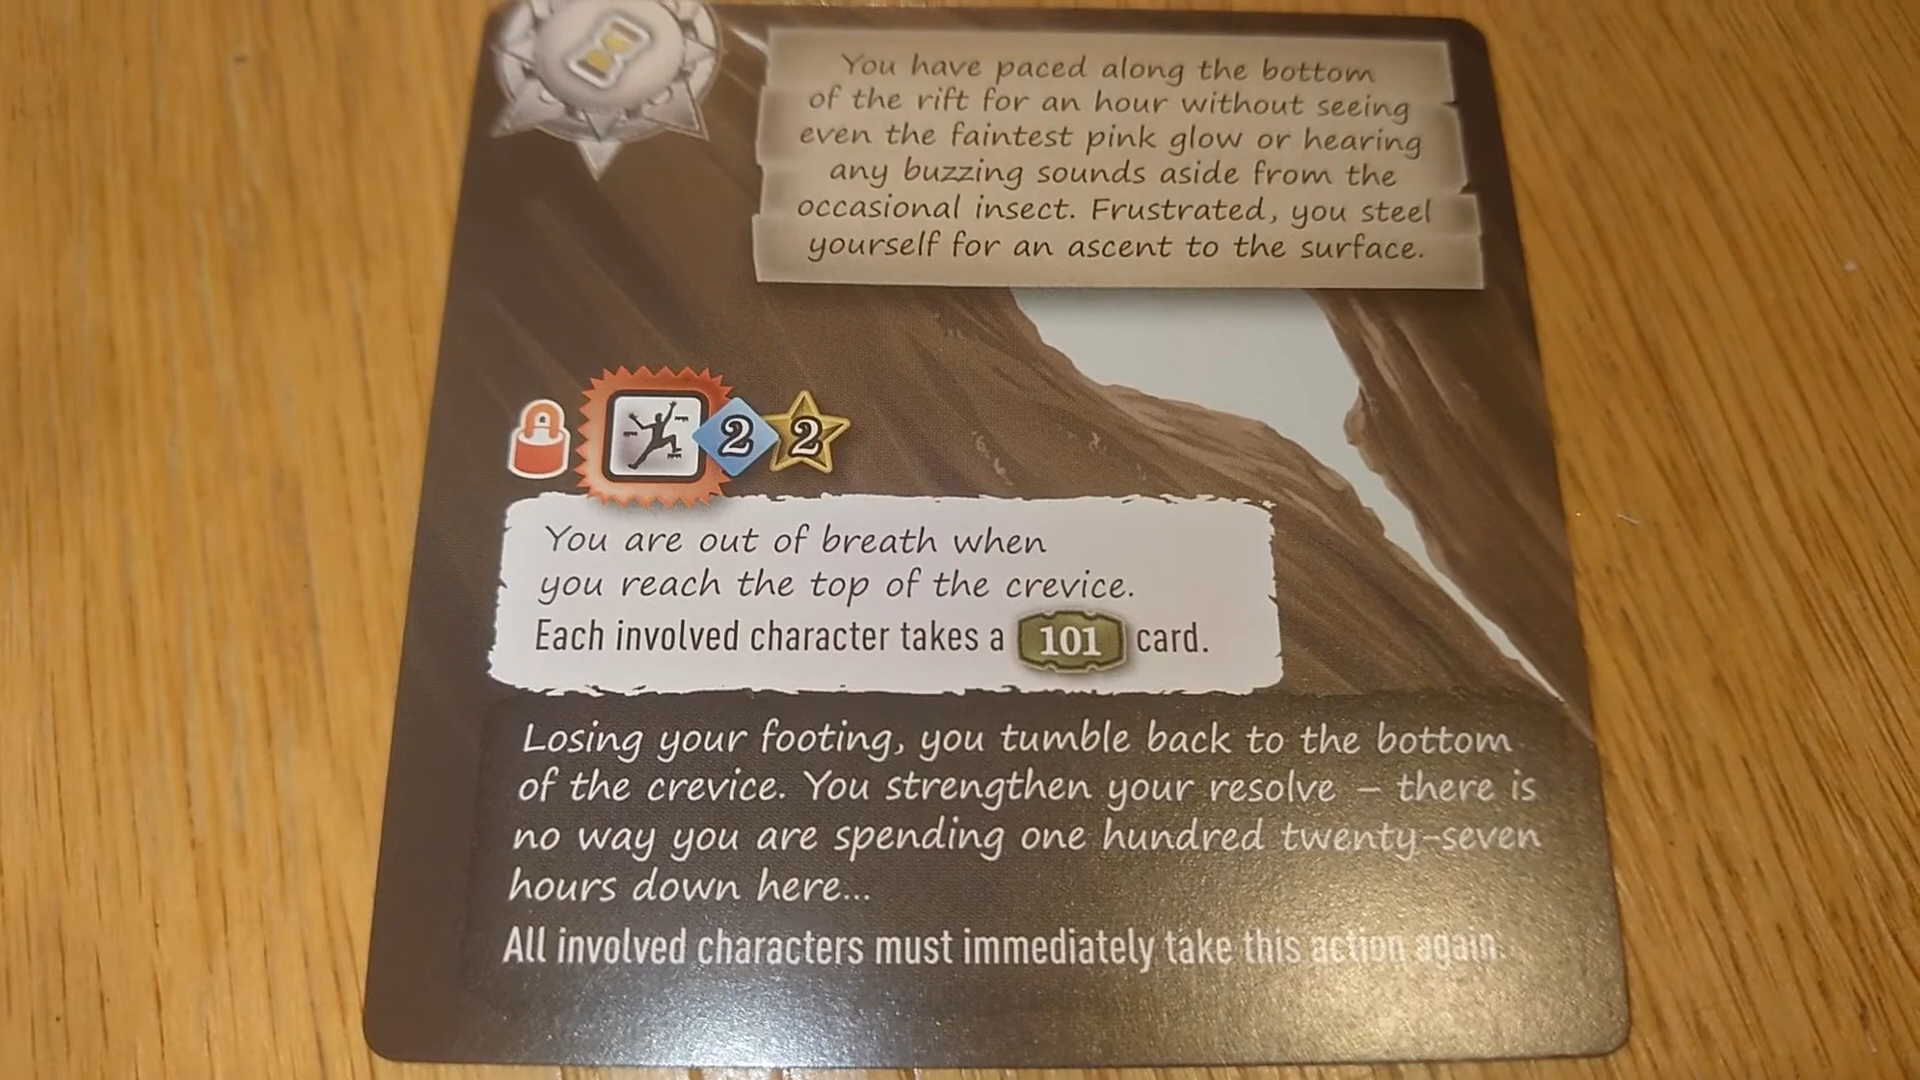 You have paced along the bottom
of the rift for an hour without seeing
even the faintest pink glow or hearing
any buzzing sounds aside from the
occasional insect. Frustrated, you steel
yourself for an ascent to the surface.
2 2
You are out of breath when
you reach the top of the crevice.
Each involved character takes a 101 card.
Losing your footing, you tumble back to the bottom
of the crevice. You strengthen your resolve – there is
no way you are spending one hundred twenty-seven
hours down here...
All involved characters must immediately take this action again.